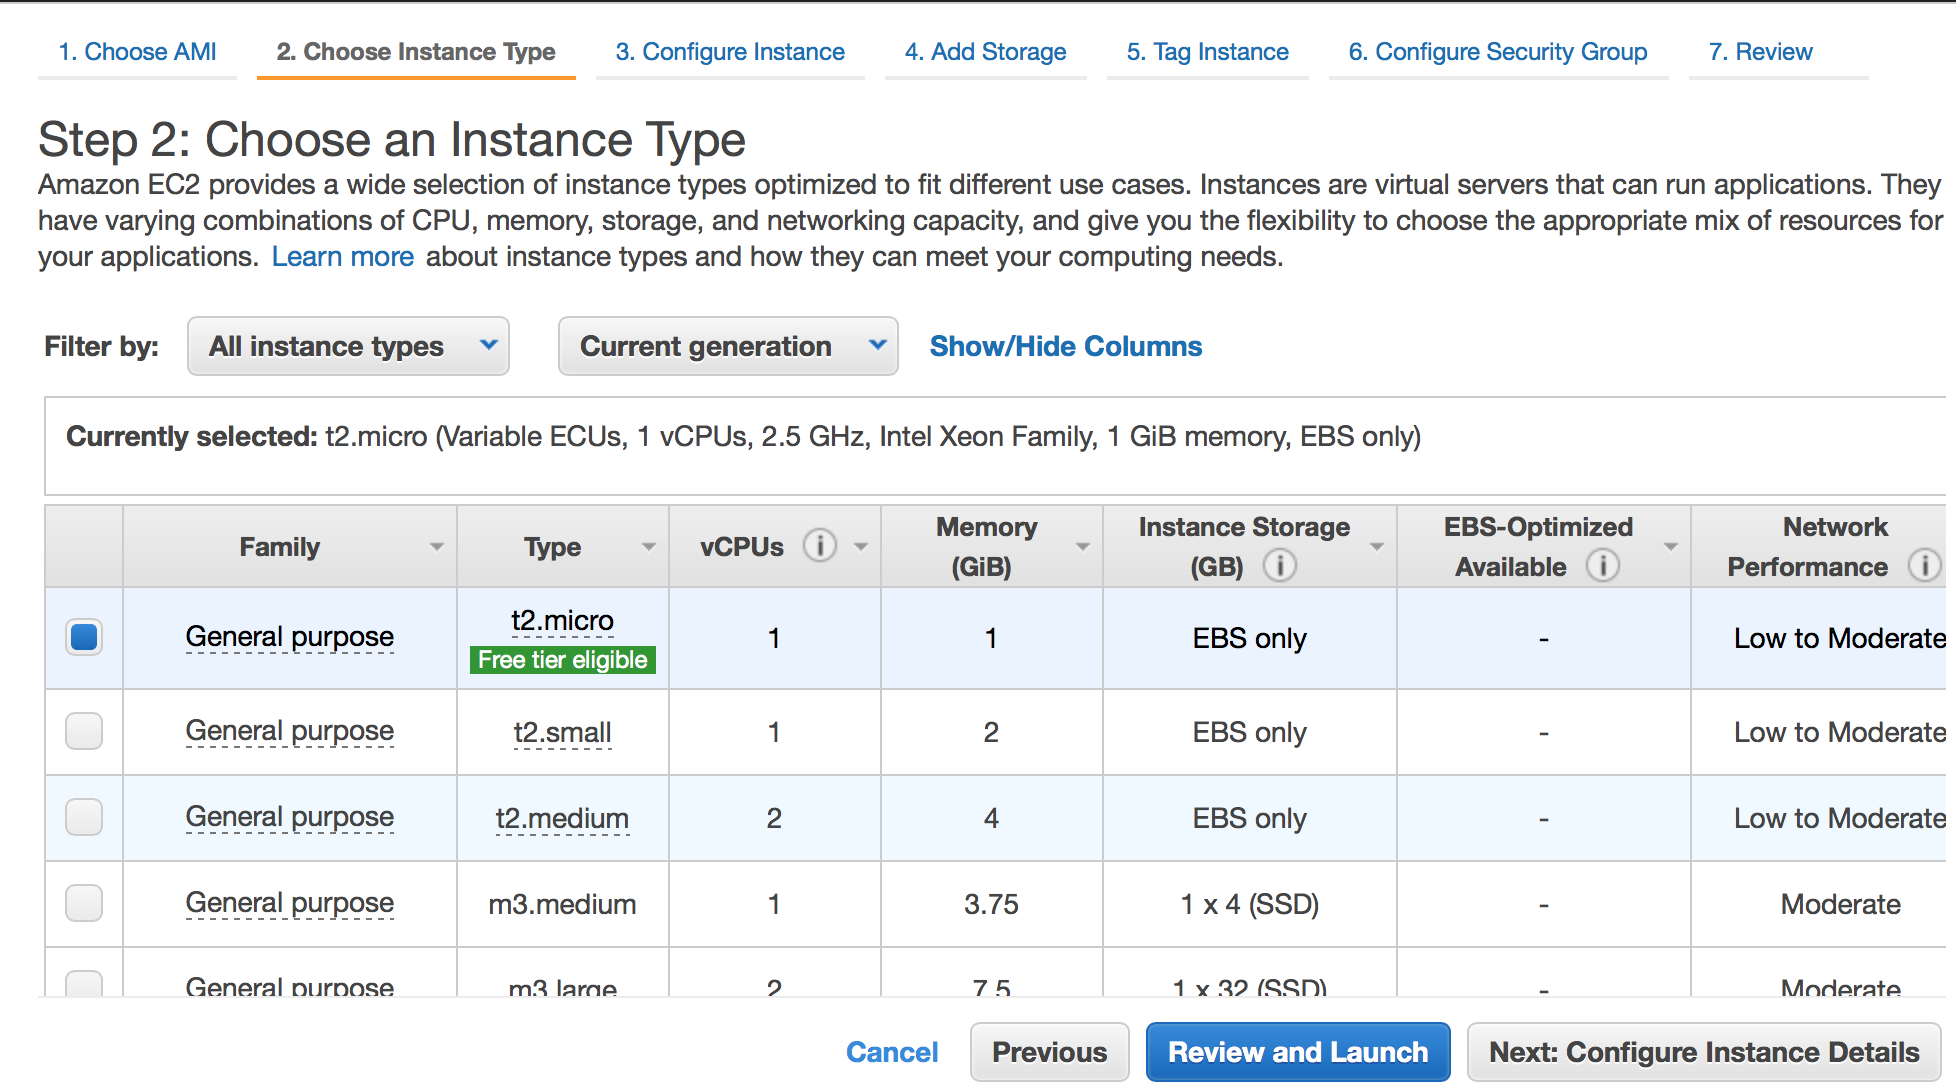 1. Choose AMI 2. Choose Instance Type 3. Configure Instance 4. Add Storage 5. Tag Instance 6. Configure Security Group 7. Review
Step 2: Choose an Instance Type
Amazon EC2 provides a wide selection of instance types optimized to fit different use cases. Instances are virtual servers that can run applications. They
have varying combinations of CPU, memory, storage, and networking capacity, and give you the flexibility to choose the appropriate mix of resources for
your applications. Learn more about instance types and how they can meet your computing needs.
Filter by: All instance types Current generation Show/Hide Columns
Currently selected: t2.micro (Variable ECUs, 1 vCPUs, 2.5 GHz, Intel Xeon Family, 1 GiB memory, EBS only)
Family Type vCPUs Memory (GiB) Instance Storage (GB) EBS-Optimized Available Network Performance
General purpose t2.micro Free tier eligible 1 1 EBS only - Low to Moderate
General purpose t2.small 1 2 EBS only - Low to Moderate
General purpose t2.medium 2 4 EBS only - Low to Moderate
General purpose m3.medium 1 3.75 1 x 4 (SSD) - Moderate
General purpose m3.large 2 7.5 1 x 32 (SSD) - Moderate
Cancel Previous Review and Launch Next: Configure Instance Details